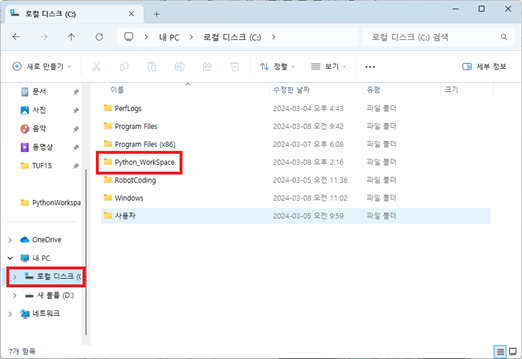 로컬 디스크 (C:)
내 PC > 로컬 디스크 (C:) >
로컬 디스크 (C:) 검색
새로 만들기
정렬
보기
세부 정보
이름 수정한 날짜 유형 크기
문서
사진
음악
동영상
TUF15
PythonWorkspa
OneDrive
내 PC
로컬 디스크 (C
새 볼륨 (D:)
네트워크
PerfLogs 2024-03-04 오후 4:43 파일 폴더
Program Files 2024-03-08 오전 9:42 파일 폴더
Program Files (x86) 2024-03-07 오후 6:08 파일 폴더
Python_WorkSpace 2024-03-08 오후 2:16 파일 폴더
RobotCoding 2024-03-05 오전 11:36 파일 폴더
Windows 2024-03-08 오전 11:02 파일 폴더
사용자 2024-03-05 오전 9:59 파일 폴더
7개 항목